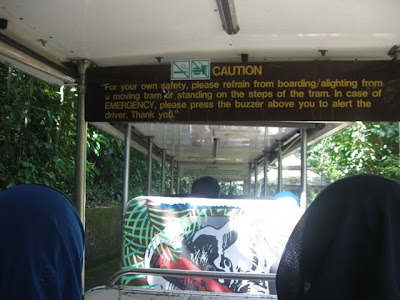 CAUTION
"For your own safety, please refrain from boarding/alighting from
a moving tram or standing on the steps of the tram. In case of
EMERGENCY, please press the buzzer above you to alert the
driver. Thank you."